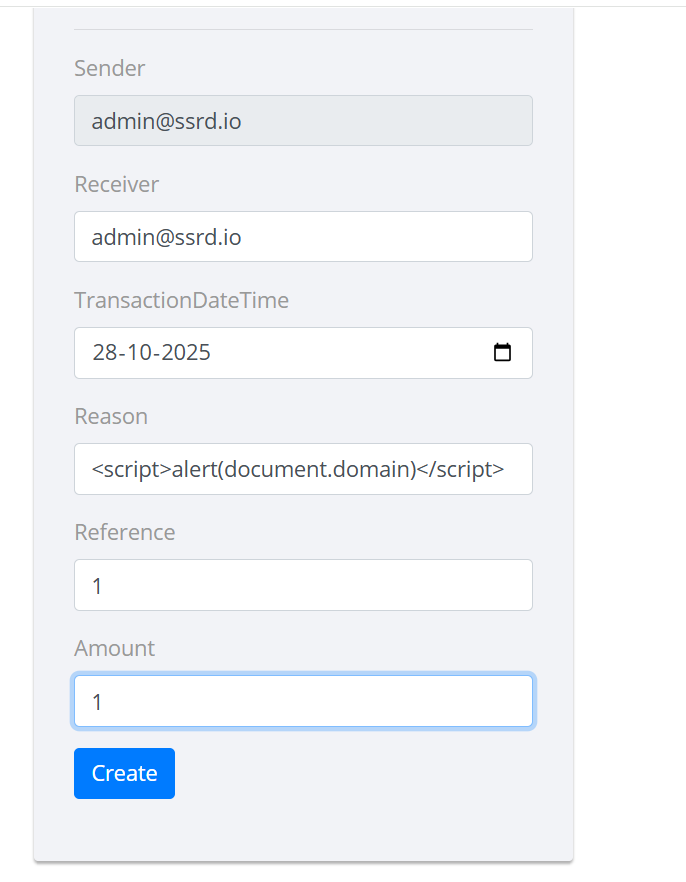 Sender
admin@ssrd.io
Receiver
admin@ssrd.io
TransactionDateTime
28-10-2025
Reason
<script>alert(document.domain)</script>
Reference
1
Amount
1
Create